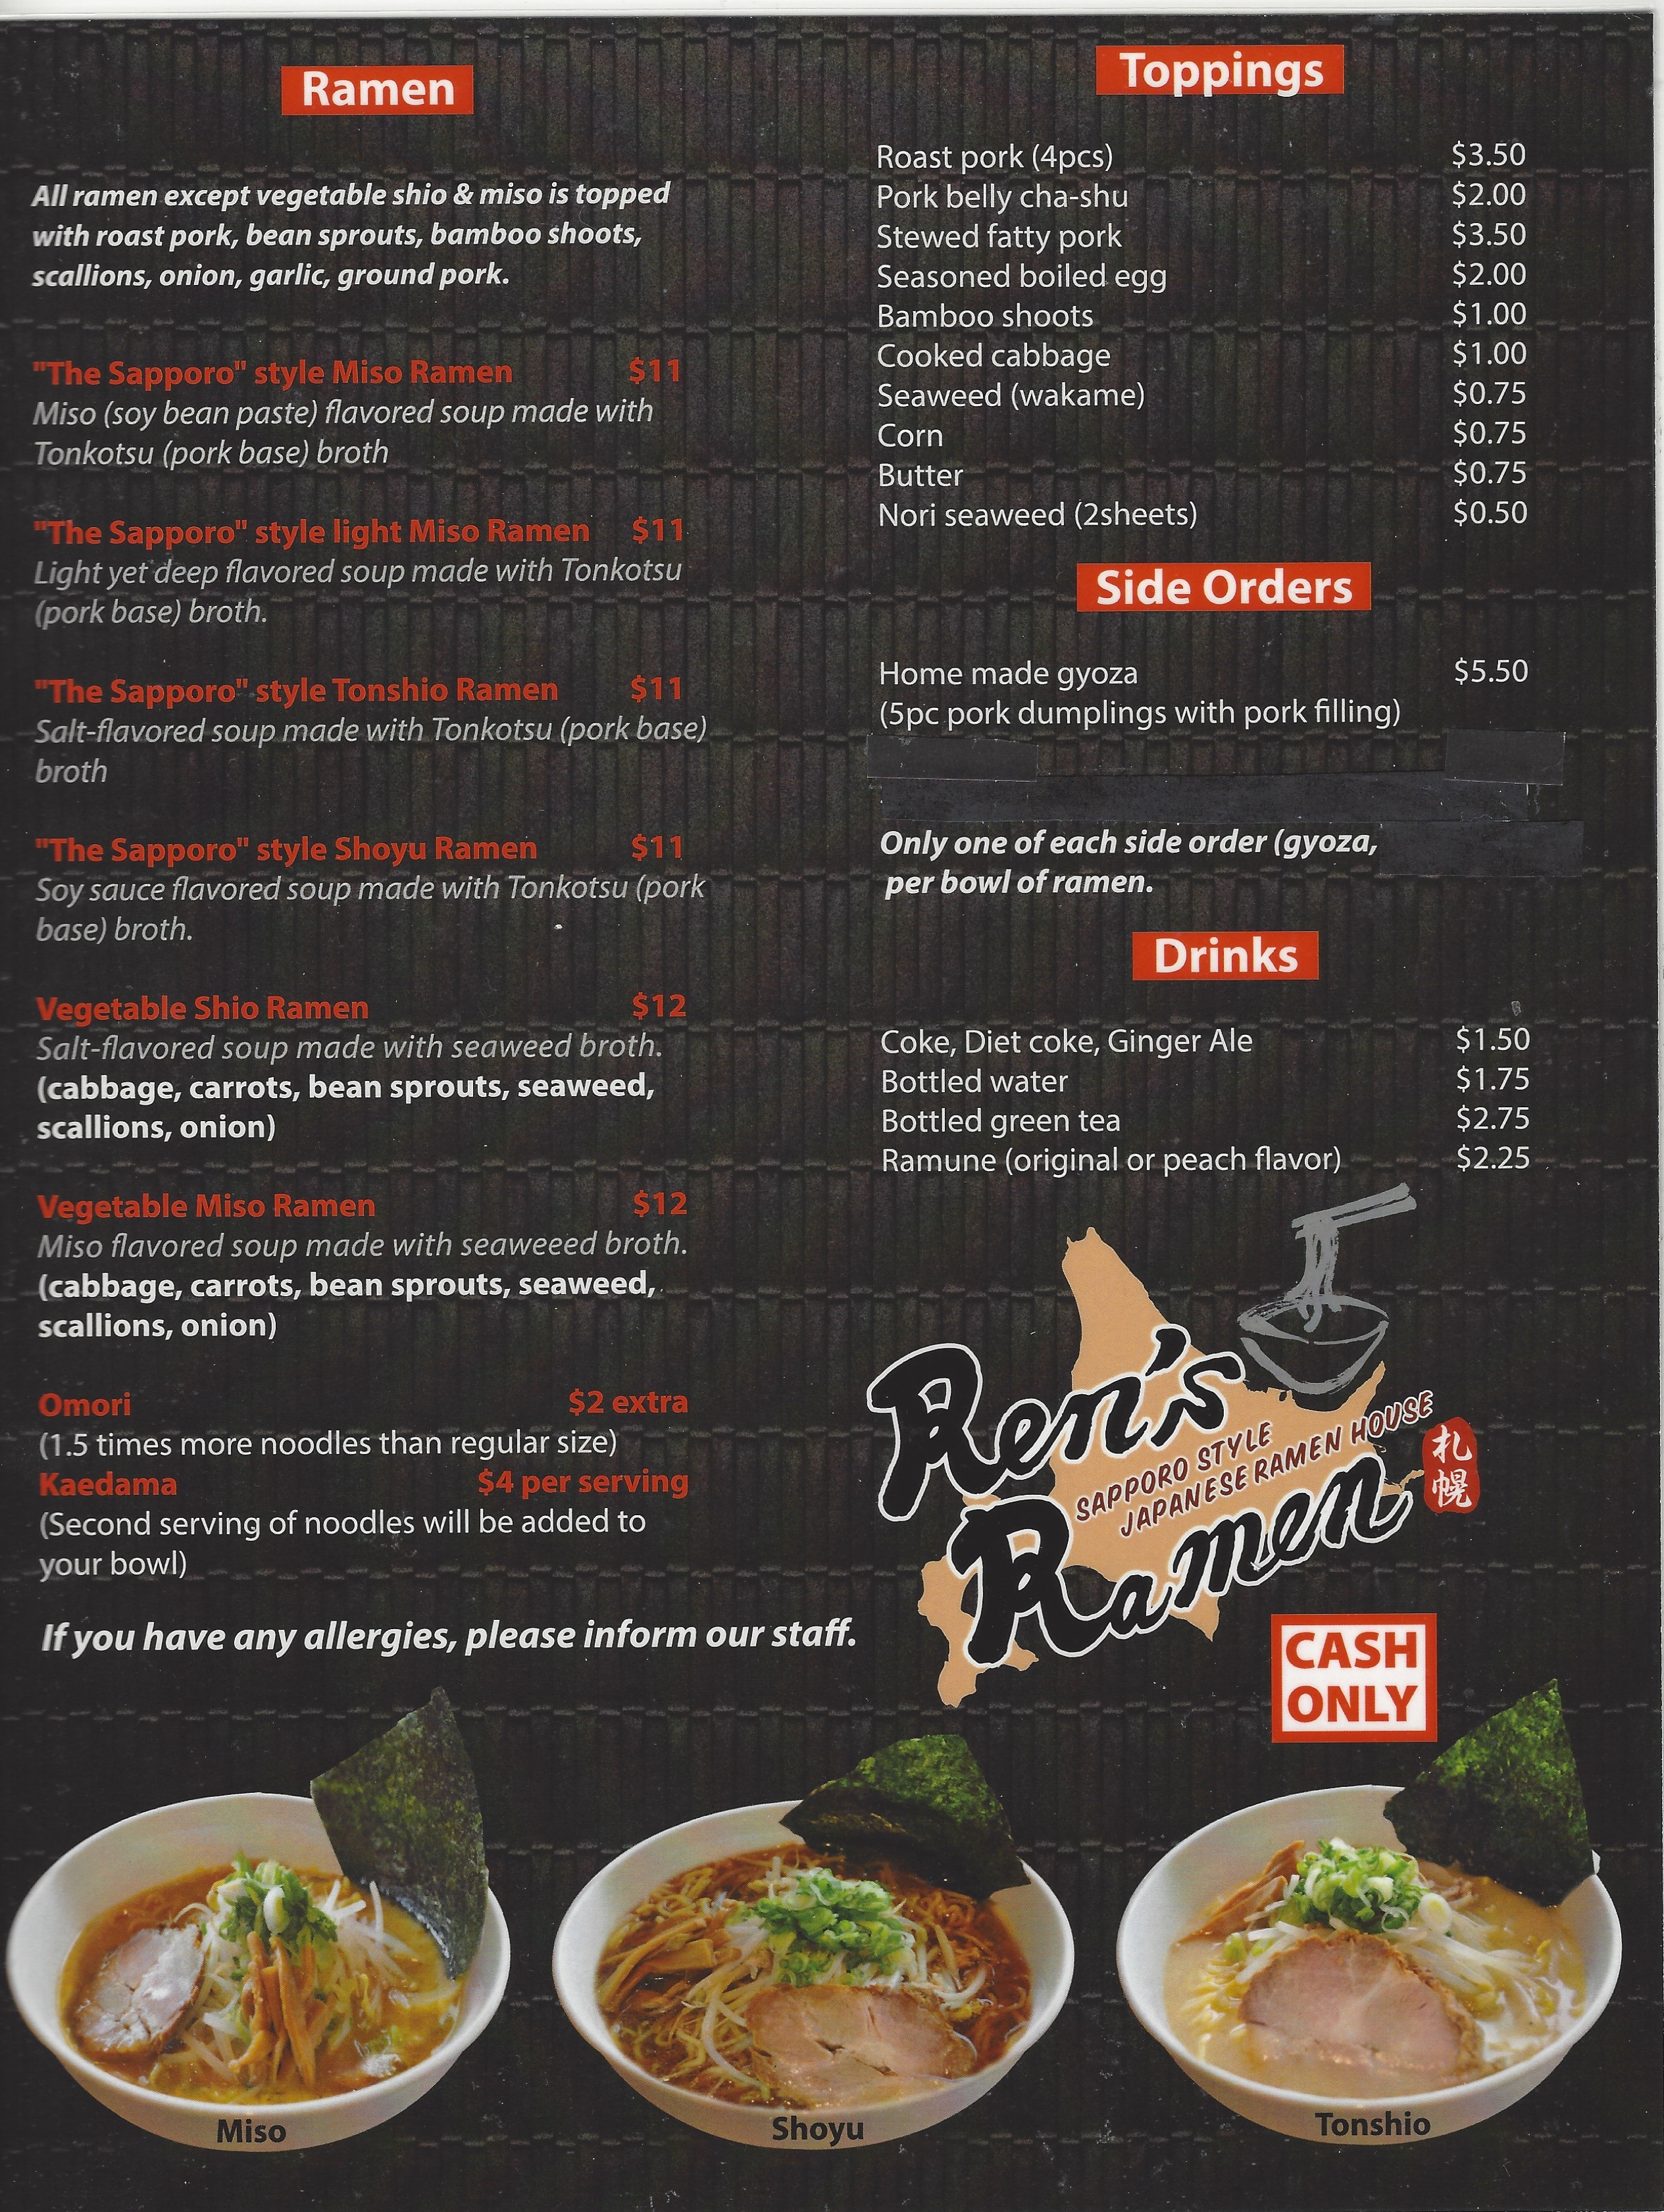 Ramen
All ramen except vegetable shio & miso is topped
with roast pork, bean sprouts, bamboo shoots,
scallions, onion, garlic, ground pork.
"The Sapporo" style Miso Ramen $11
Miso (soy bean paste) flavored soup made with
Tonkotsu (pork base) broth
"The Sapporo" style light Miso Ramen $11
Light yet deep flavored soup made with Tonkotsu
(pork base) broth.
"The Sapporo" style Tonshio Ramen $11
Salt-flavored soup made with Tonkotsu (pork base)
broth
"The Sapporo" style Shoyu Ramen $11
Soy sauce flavored soup made with Tonkotsu (pork
base) broth.
Vegetable Shio Ramen $12
Salt-flavored soup made with seaweed broth.
(cabbage, carrots, bean sprouts, seaweed,
scallions, onion)
Vegetable Miso Ramen $12
Miso flavored soup made with seaweeed broth.
(cabbage, carrots, bean sprouts, seaweed,
scallions, onion)
Omori $2 extra
(1.5 times more noodles than regular size)
Kaedama $4 per serving
(Second serving of noodles will be added to
your bowl)
If you have any allergies, please inform our staff.
Toppings
Roast pork (4pcs) $3.50
Pork belly cha-shu $2.00
Stewed fatty pork $3.50
Seasoned boiled egg $2.00
Bamboo shoots $1.00
Cooked cabbage $1.00
Seaweed (wakame) $0.75
Corn $0.75
Butter $0.75
Nori seaweed (2sheets) $0.50
Side Orders
Home made gyoza $5.50
(5pc pork dumplings with pork filling)
Only one of each side order (gyoza,
per bowl of ramen.
Drinks
Coke, Diet coke, Ginger Ale $1.50
Bottled water $1.75
Bottled green tea $2.75
Ramune (original or peach flavor) $2.25
Ren's
SAPPORO STYLE
JAPANESE RAMEN HOUSE
Ramen
札幌
CASH
ONLY
Miso
Shoyu
Tonshio